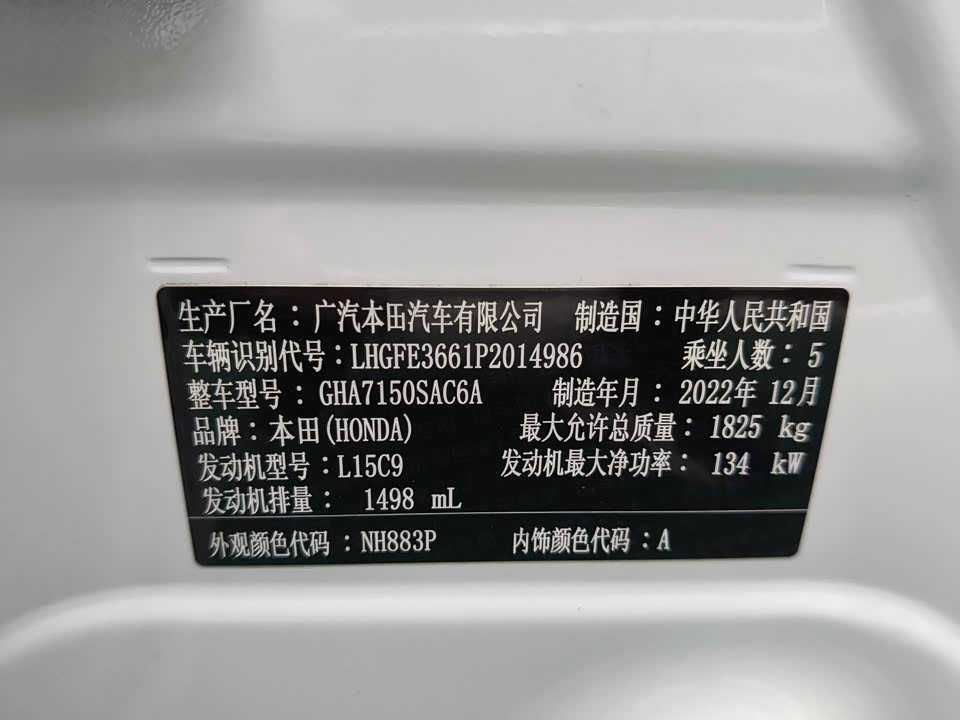 生产厂名：广汽本田汽车有限公司 制造国：中华人民共和国
车辆识别代号：LHGFE3661P2014986 乘坐人数：5
整车型号：GHA7150SAC6A 制造年月：2022年 12月
品牌：本田(HONDA) 最大允许总质量：1825 kg
发动机型号：L15C9 发动机最大净功率：134 kW
发动机排量：1498 mL
外观颜色代码：NH883P 内饰颜色代码：A